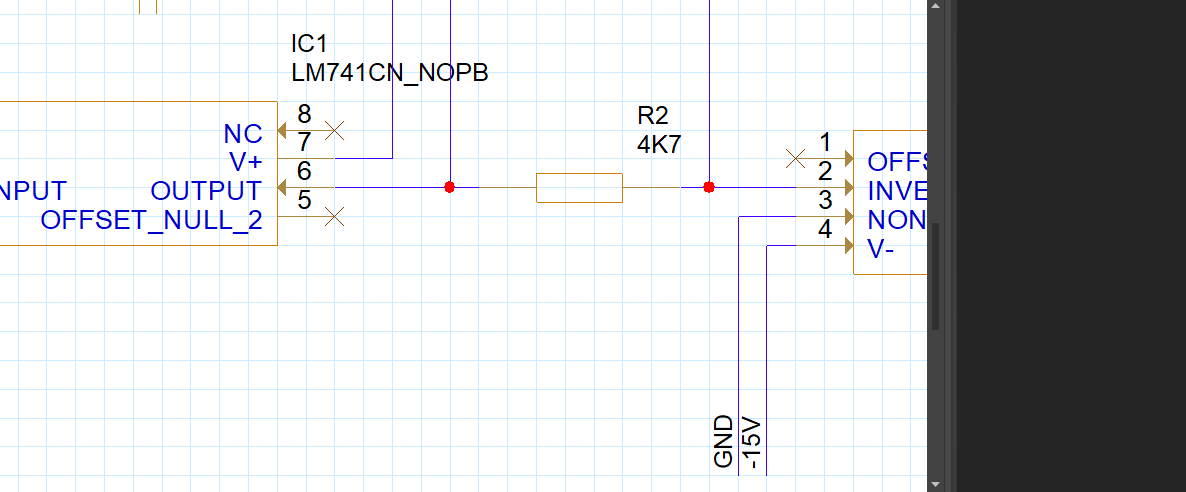 IC1
LM741CN_NOPB
8
NC
7
V+
6
NPUT OUTPUT
5
OFFSET_NULL_2
R2
4K7
1
OFFS
2
INVE
3
NON
4
V-
GND
-15V